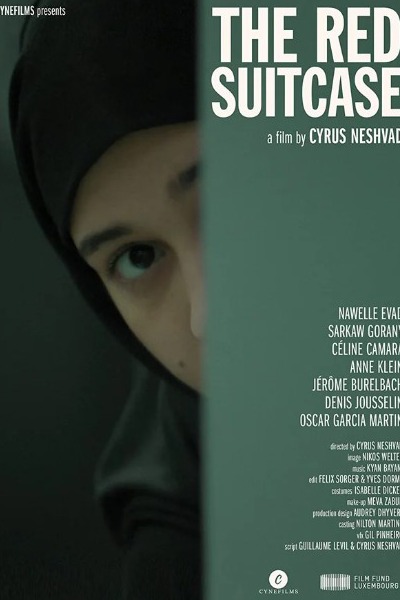 CYNEFILMS presents
THE RED
SUITCASE
a film by CYRUS NESHVAD
NAWELLE EVAD
SARKAW GORANY
CÉLINE CAMARA
ANNE KLEIN
JÉRÔME BURELBACH
DENIS JOUSSELIN
OSCAR GARCIA MARTIN
directed by CYRUS NESHVA
image NIKOS WELTE
music KYAN BAYAN
edit FELIX SORGER & YVES DORM
costumes ISABELLE DICKE
make-up MEVA ZABU
production design AUDREY DHYVER
casting NILTON MARTIN
vfx GIL PINHEIR
script GUILLAUME LEVIL & CYRUS NESHVA
C
CYNEFILMS
FILM FUND
LUXEMBOURG